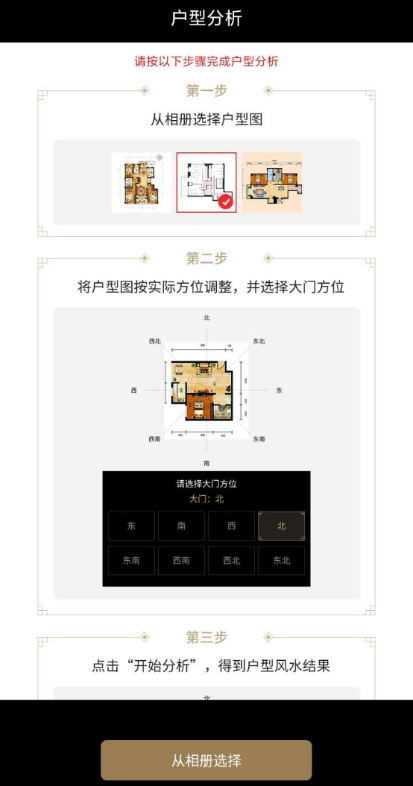 户型分析
请按以下步骤完成户型分析
第一步
从相册选择户型图
第二步
将户型图按实际方位调整，并选择大门方位
北
西北
东北
西
东
西南
东南
南
请选择大门方位
大门：北
东
南
西
北
东南
西南
西北
东北
第三步
点击“开始分析”，得到户型风水结果
北
从相册选择